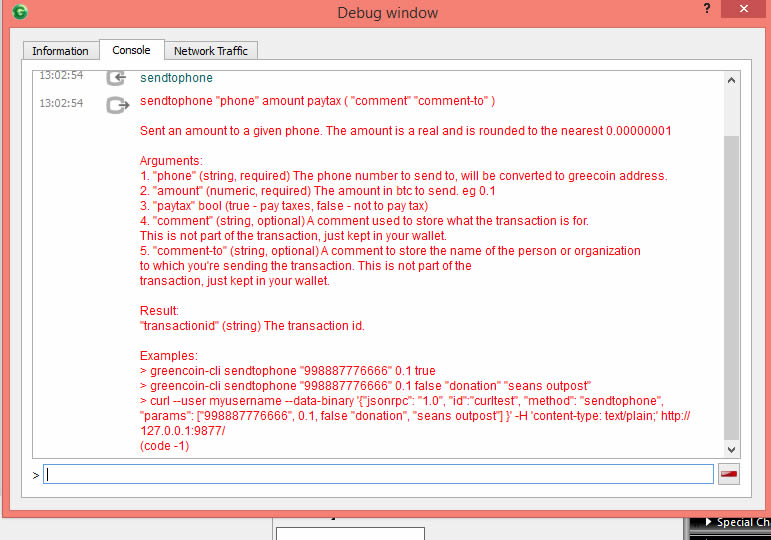 Debug window
?
Information
Console
Network Traffic
13:02:54
sendtophone
13:02:54
sendtophone "phone" amount paytax ( "comment" "comment-to" )
Sent an amount to a given phone. The amount is a real and is rounded to the nearest 0.00000001
Arguments:
1. "phone" (string, required) The phone number to send to, will be converted to greecoin address.
2. "amount" (numeric, required) The amount in btc to send. eg 0.1
3. "paytax" bool (true - pay taxes, false - not to pay tax)
4. "comment" (string, optional) A comment used to store what the transaction is for.
This is not part of the transaction, just kept in your wallet.
5. "comment-to" (string, optional) A comment to store the name of the person or organization
to which you're sending the transaction. This is not part of the
transaction, just kept in your wallet.
Result:
"transactionid" (string) The transaction id.
Examples:
> greencoin-cli sendtophone "998887776666" 0.1 true
> greencoin-cli sendtophone "998887776666" 0.1 false "donation" "seans outpost"
> curl --user myusername --data-binary '{"jsonrpc": "1.0", "id":"curltest", "method": "sendtophone",
"params": ["998887776666", 0.1, false "donation", "seans outpost"] }' -H 'content-type: text/plain;' http://
127.0.0.1:9877/
(code -1)
>
Special Ch